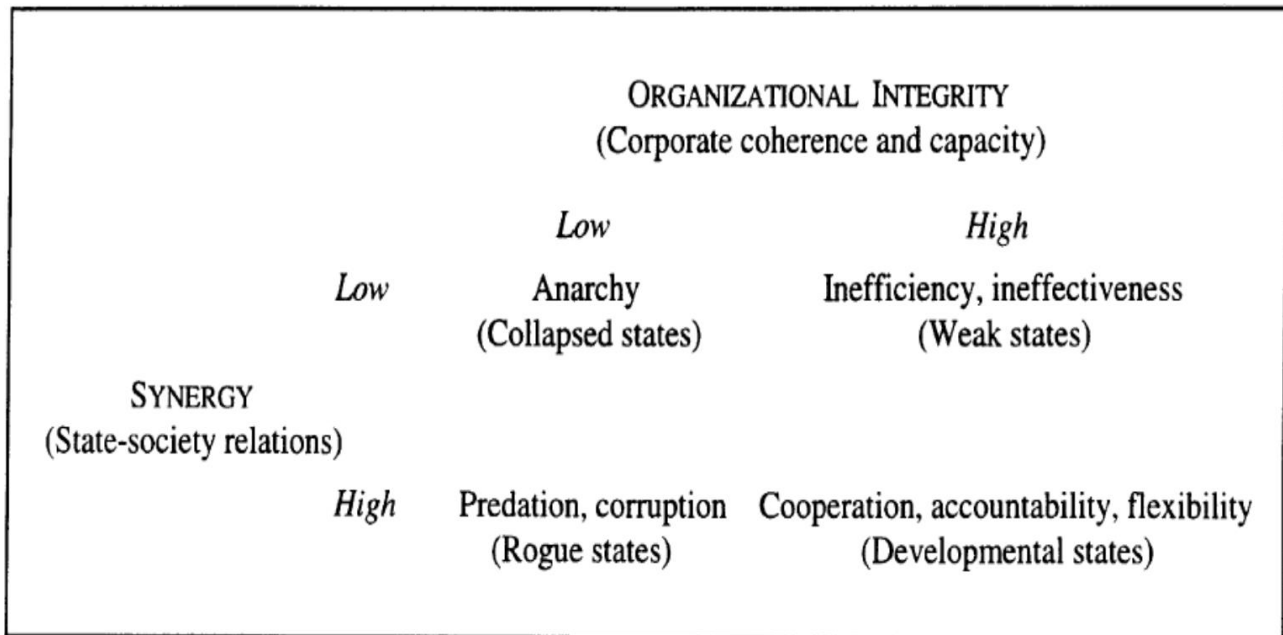 ORGANIZATIONAL INTEGRITY
(Corporate coherence and capacity)
Low High
Low Anarchy Inefficiency, ineffectiveness
(Collapsed states) (Weak states)
SYNERGY
(State-society relations)
High Predation, corruption Cooperation, accountability, flexibility
(Rogue states) (Developmental states)